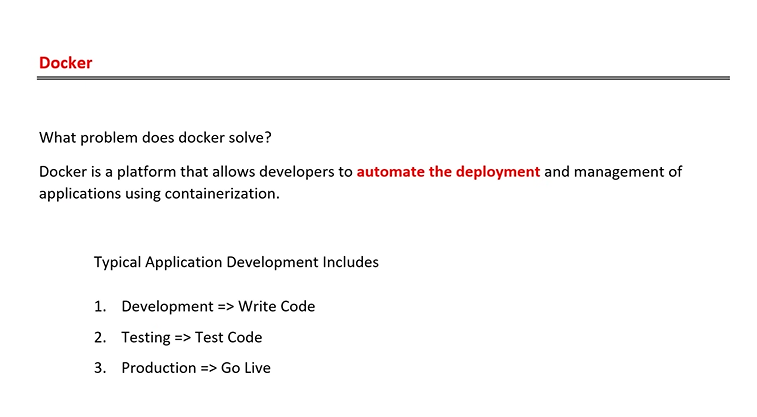 Docker
What problem does docker solve?
Docker is a platform that allows developers to automate the deployment and management of
applications using containerization.
Typical Application Development Includes
1. Development => Write Code
2. Testing => Test Code
3. Production => Go Live